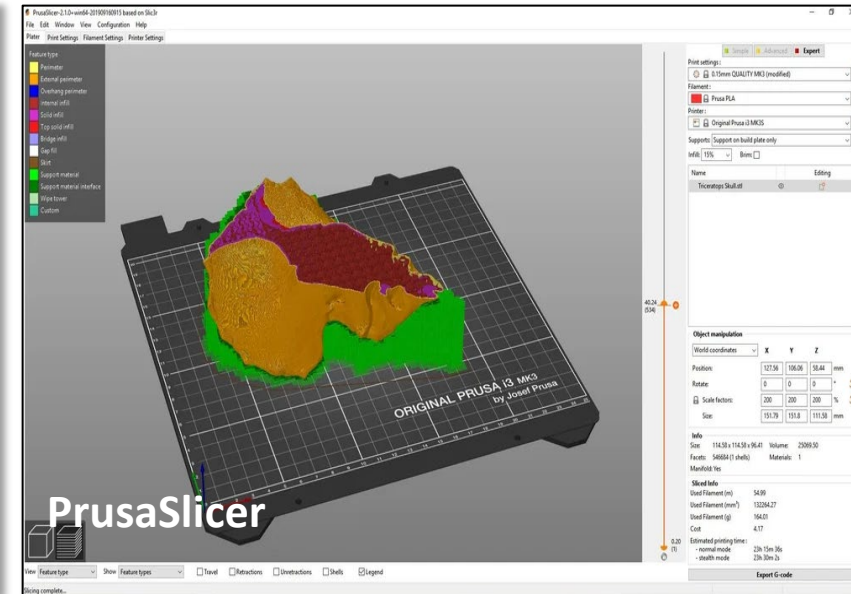 PrusaSlicer-2.1.0+win64-201909160915 based on Slic3r
File Edit Window View Configuration Help
Plater Print Settings Filament Settings Printer Settings
Feature type
Perimeter
External perimeter
Overhang perimeter
Internal infill
Solid infill
Top solid infill
Bridge infill
Gap fill
Skirt
Support material
Support material interface
Wipe tower
Custom
ORIGINAL PRUSA i3 MK3
by Josef Prusa
PrusaSlicer
40.24
(534)
0.20
(1)
Simple Advanced Expert
Print settings:
0.15mm QUALITY MK3 (modified)
Filament:
Prusa PLA
Printer:
Original Prusa i3 MK3S
Supports: Support on build plate only
Infill: 15% Brim:
Name Editing
Triceratops Skull.stl
Object manipulation
World coordinates X Y Z
Position: 127.56 106.06 58.44 mm
Rotate: 0 0 0 °
Scale factors: 200 200 200 %
Size: 151.79 151.8 111.58 mm
Info
Size: 114.58 x 114.58 x 96.41 Volume: 25069.50
Facets: 546684 (1 shells) Materials: 1
Manifold: Yes
Sliced Info
Used Filament (m) 54.99
Used Filament (mm³) 132264.27
Used Filament (g) 164.01
Cost 4.17
Estimated printing time:
- normal mode 23h 15m 36s
- stealth mode 23h 30m 2s
Export G-code
View Feature type Show Feature types Travel Retractions Unretractions Shells Legend
Slicing complete...